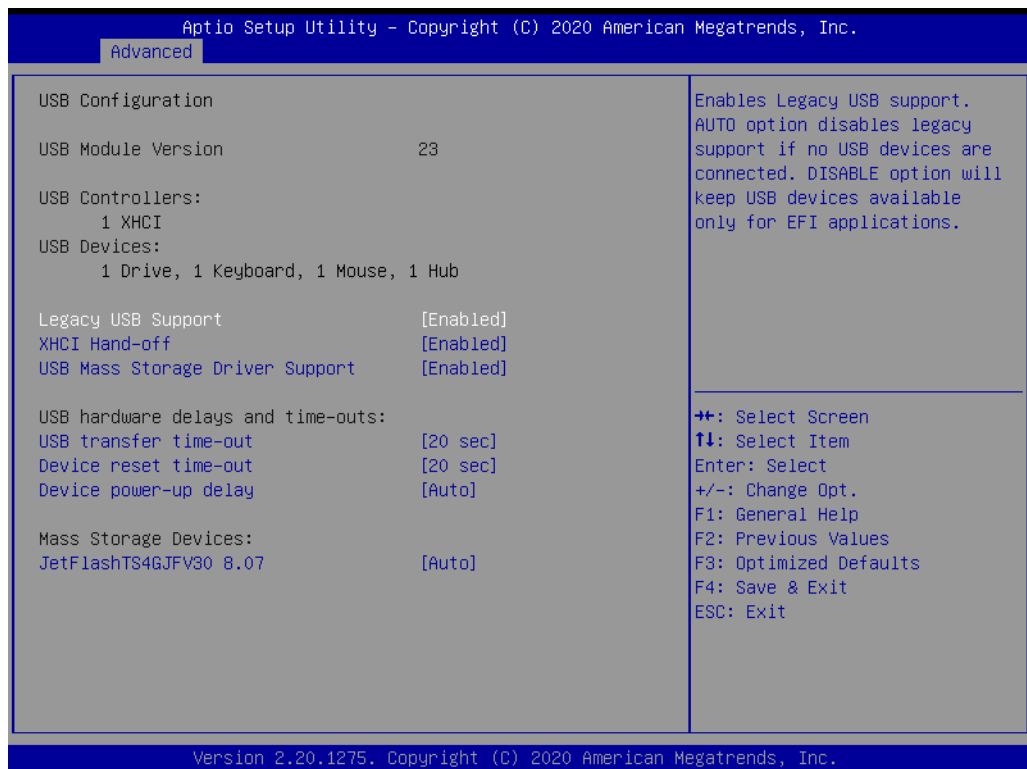 Aptio Setup Utility – Copyright (C) 2020 American Megatrends, Inc.
Advanced
USB Configuration
USB Module Version 23
USB Controllers:
1 XHCI
USB Devices:
1 Drive, 1 Keyboard, 1 Mouse, 1 Hub
Legacy USB Support [Enabled]
XHCI Hand-off [Enabled]
USB Mass Storage Driver Support [Enabled]
USB hardware delays and time-outs:
USB transfer time-out [20 sec]
Device reset time-out [20 sec]
Device power-up delay [Auto]
Mass Storage Devices:
JetFlashTS4GJFV30 8.07 [Auto]
Enables Legacy USB support.
AUTO option disables legacy
support if no USB devices are
connected. DISABLE option will
keep USB devices available
only for EFI applications.
→←: Select Screen
↑↓: Select Item
Enter: Select
+/-: Change Opt.
F1: General Help
F2: Previous Values
F3: Optimized Defaults
F4: Save & Exit
ESC: Exit
Version 2.20.1275. Copyright (C) 2020 American Megatrends, Inc.